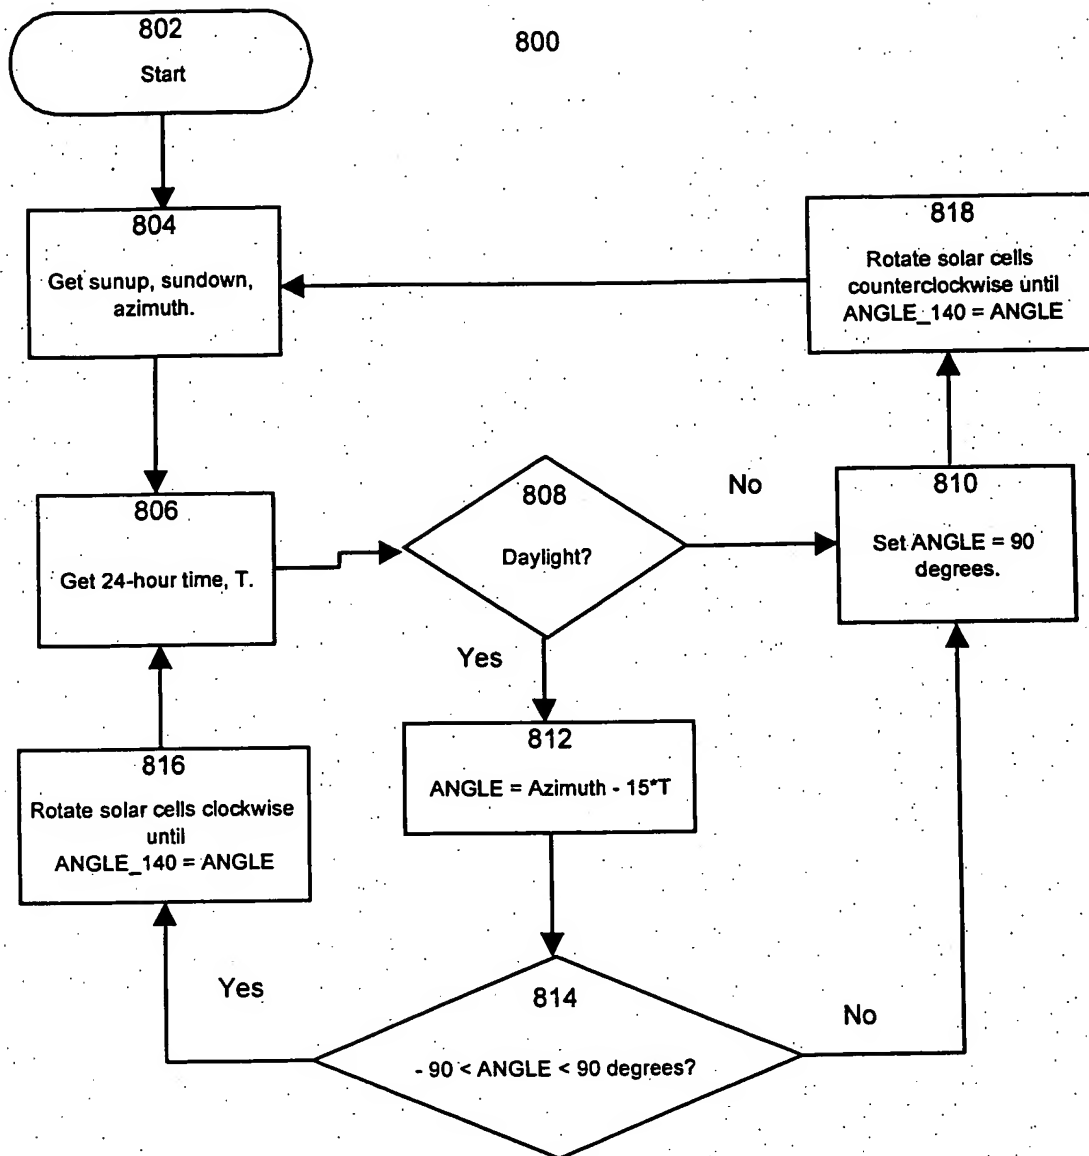 802
Start
800
804
Get sunup, sundown,
azimuth.
818
Rotate solar cells
counterclockwise until
ANGLE_140 = ANGLE
806
Get 24-hour time, T.
808
Daylight?
No
810
Set ANGLE = 90
degrees.
Yes
812
ANGLE = Azimuth - 15*T
816
Rotate solar cells clockwise
until
ANGLE_140 = ANGLE
Yes
814
- 90 < ANGLE < 90 degrees?
No